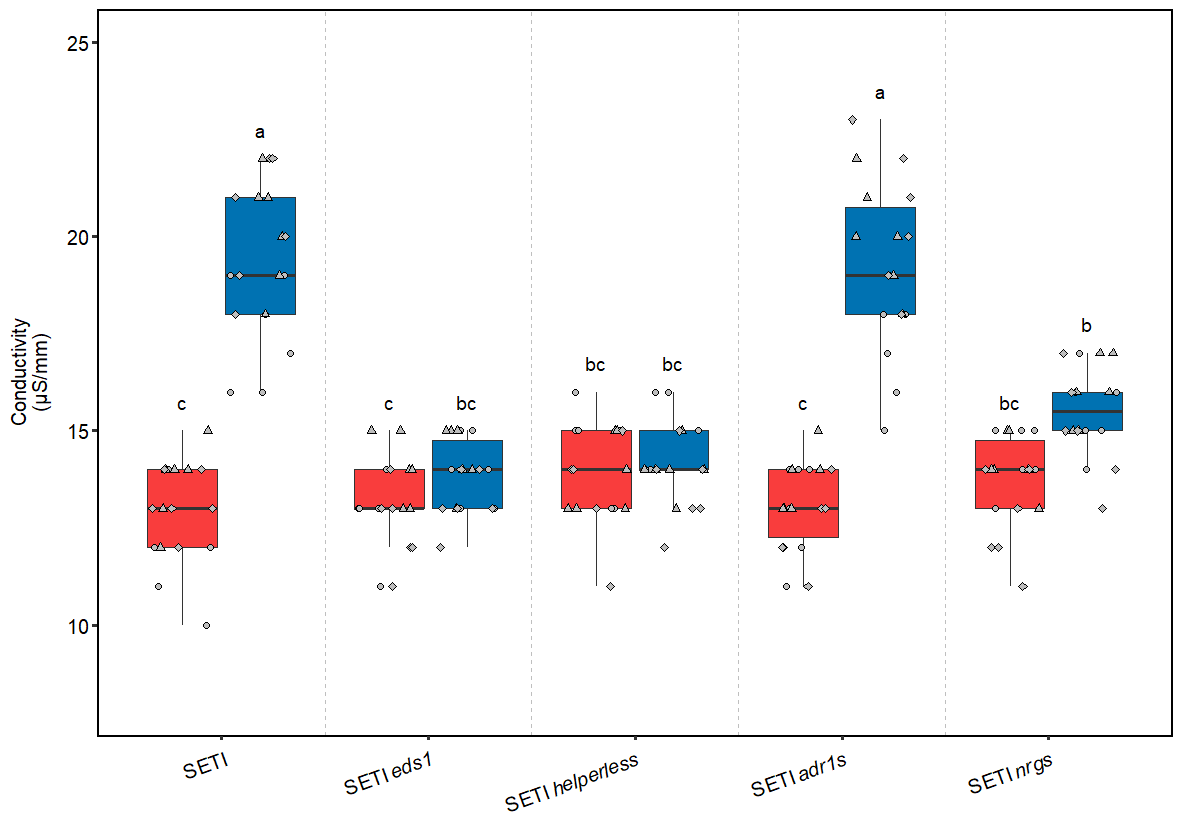 25
20
15
10
Conductivity
(µS/mm)
a
a
b
bc
bc
c
c
bc
c
bc
SETI
SETI eds1
SETI helperless
SETI adr1s
SETI nrgs